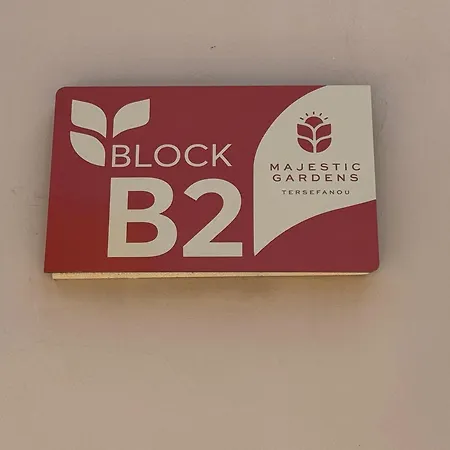 BLOCK
B2
MAJESTIC
GARDENS
TERSEFANOU